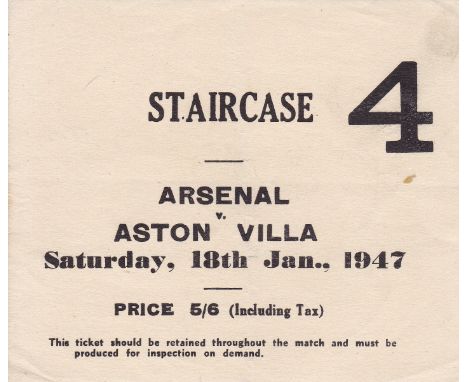 STAIRCASE 4
ARSENAL
v.
ASTON VILLA
Saturday, 18th Jan., 1947
PRICE 5/6 (Including Tax)
This ticket should be retained throughout the match and must be
produced for inspection on demand.